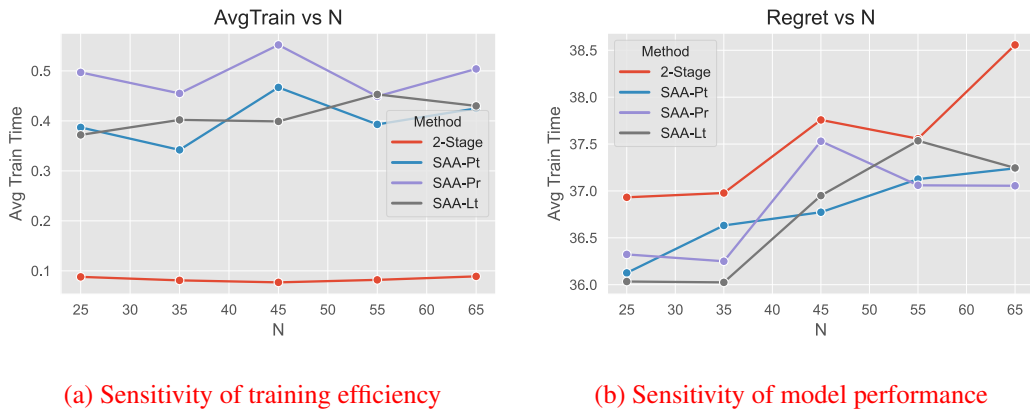 AvgTrain vs N
Avg Train Time
0.5
0.4
0.3
0.2
0.1
Method
2-Stage
SAA-Pt
SAA-Pr
SAA-Lt
25 30 35 40 45 50 55 60 65
N
(a) Sensitivity of training efficiency
Regret vs N
Avg Train Time
38.5
38.0
37.5
37.0
36.5
36.0
Method
2-Stage
SAA-Pt
SAA-Pr
SAA-Lt
25 30 35 40 45 50 55 60 65
N
(b) Sensitivity of model performance